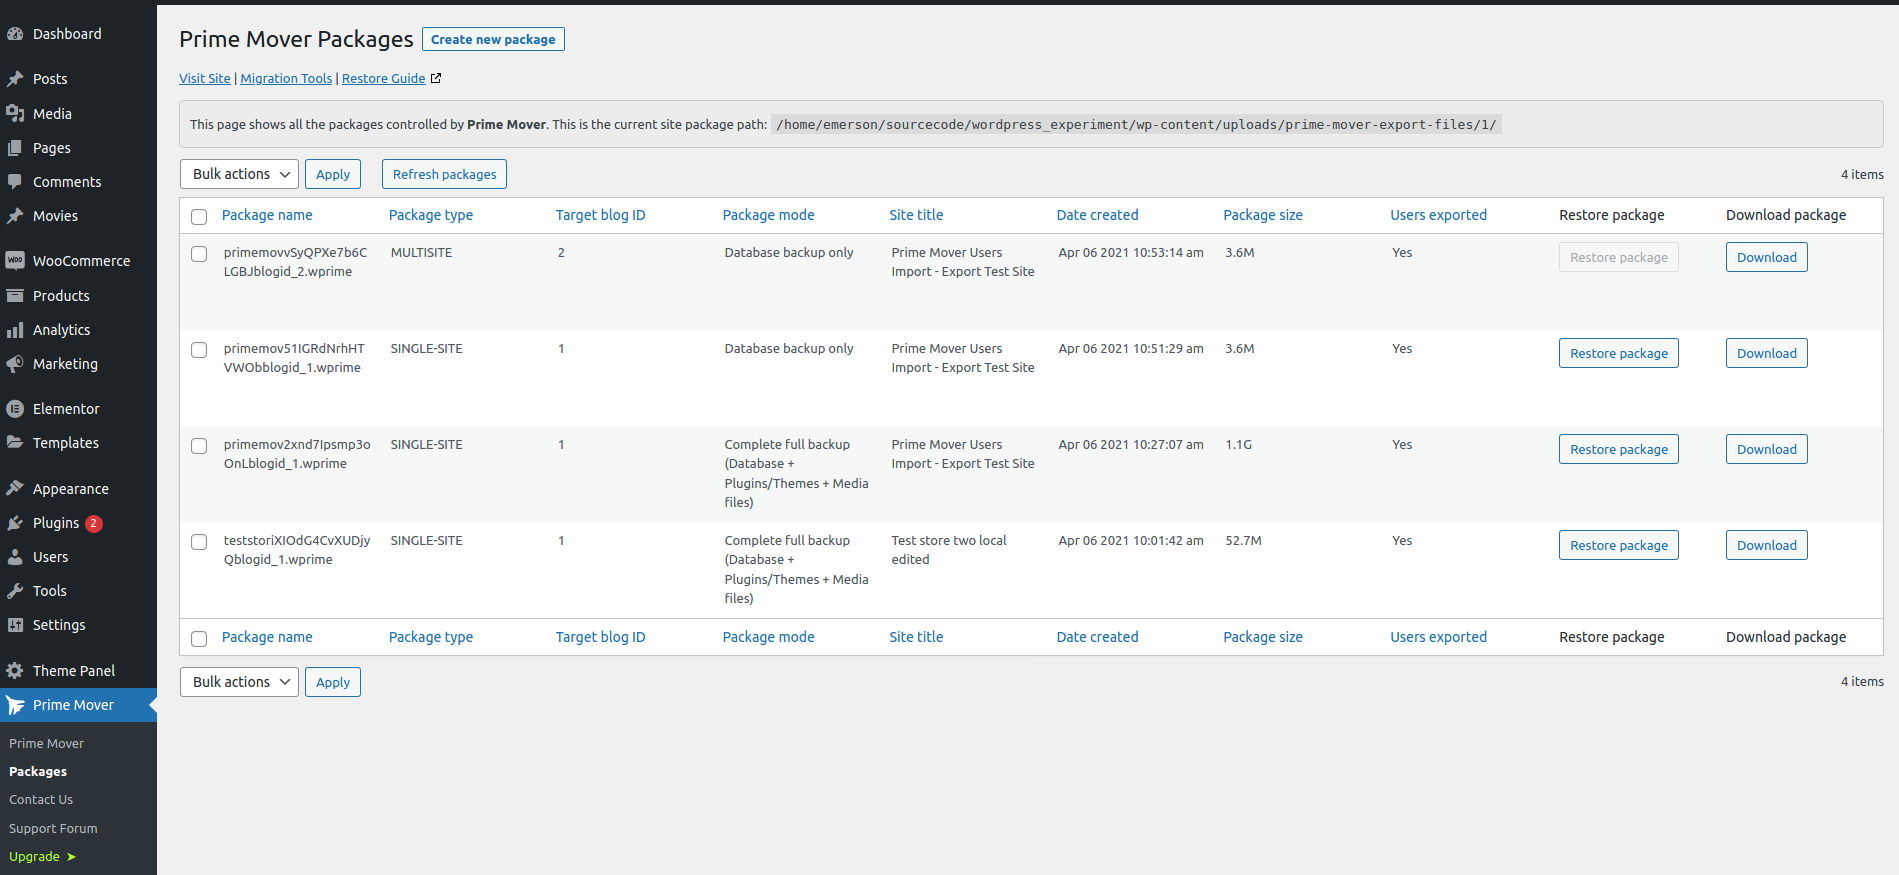 Dashboard
Posts
Media
Pages
Comments
Movies
WooCommerce
Products
Analytics
Marketing
Elementor
Templates
Appearance
Plugins 2
Users
Tools
Settings
Theme Panel
Prime Mover
Prime Mover
Packages
Contact Us
Support Forum
Upgrade ➤
Prime Mover Packages Create new package
Visit Site | Migration Tools | Restore Guide
This page shows all the packages controlled by Prime Mover. This is the current site package path: /home/emerson/sourcecode/wordpress_experiment/wp-content/uploads/prime-mover-export-files/1/
Bulk actions Apply Refresh packages 4 items
Package name Package type Target blog ID Package mode Site title Date created Package size Users exported Restore package Download package
primemovvSyQPXe7b6C MULTISITE 2 Database backup only Prime Mover Users Apr 06 2021 10:53:14 am 3.6M Yes Restore package Download
LGBJblogid_2.wprime Import - Export Test Site
primemov51IGRdNrhHT SINGLE-SITE 1 Database backup only Prime Mover Users Apr 06 2021 10:51:29 am 3.6M Yes Restore package Download
VWObblogid_1.wprime Import - Export Test Site
primemov2xnd7Ipsmp3o SINGLE-SITE 1 Complete full backup Prime Mover Users Apr 06 2021 10:27:07 am 1.1G Yes Restore package Download
OnLblogid_1.wprime (Database + Import - Export Test Site
Plugins/Themes + Media
files)
teststoriXIOdG4CvXUDjy SINGLE-SITE 1 Complete full backup Test store two local Apr 06 2021 10:01:42 am 52.7M Yes Restore package Download
Qblogid_1.wprime (Database + edited
Plugins/Themes + Media
files)
Package name Package type Target blog ID Package mode Site title Date created Package size Users exported Restore package Download package
Bulk actions Apply 4 items